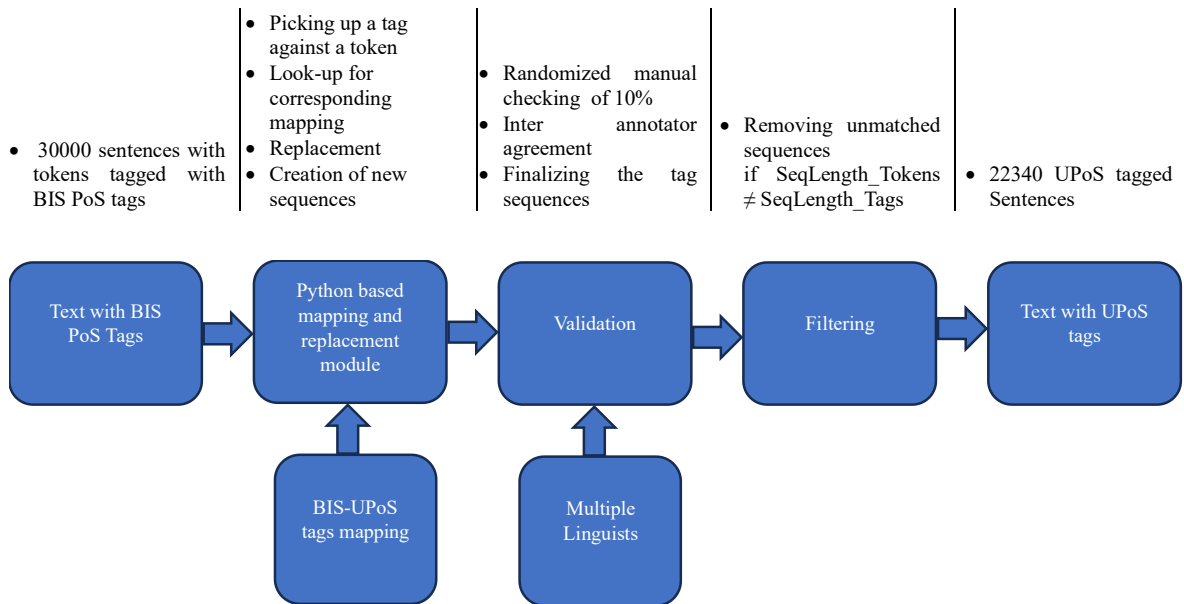 • 30000 sentences with
tokens tagged with
BIS PoS tags
• Picking up a tag
against a token
• Look-up for
corresponding
mapping
• Replacement
• Creation of new
sequences
• Randomized manual
checking of 10%
• Inter annotator
agreement
• Finalizing the tag
sequences
• Removing unmatched
sequences
if SeqLength_Tokens
≠ SeqLength_Tags
• 22340 UPoS tagged
Sentences
Text with BIS
PoS Tags
Python based
mapping and
replacement
module
Validation
Filtering
Text with UPoS
tags
BIS-UPoS
tags mapping
Multiple
Linguists